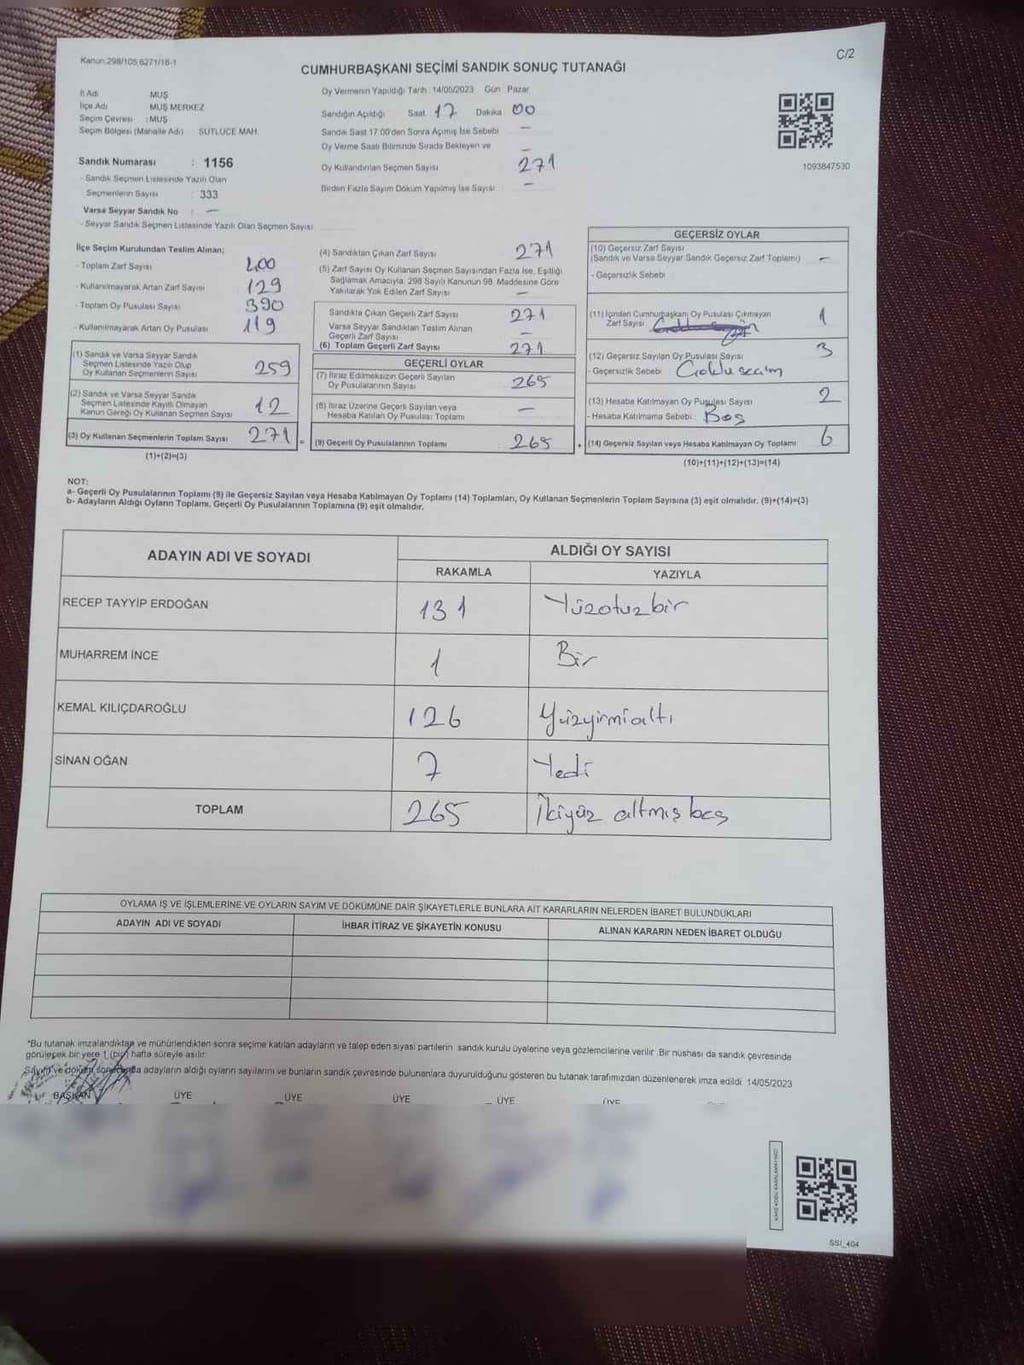 Kanun:298/105;6271/16-1
C/2
CUMHURBAŞKANI SEÇİMİ SANDIK SONUÇ TUTANAĞI
İl Adı MUŞ
İlçe Adı MUŞ MERKEZ
Seçim Çevresi :MUŞ
Seçim Bölgesi (Mahalle Adı) SÜTLÜCE MAH.
Sandık Numarası : 1156
- Sandık Seçmen Listesinde Yazılı Olan
Seçmenlerin Sayısı : 333
Varsa Seyyar Sandık No : —
- Seyyar Sandık Seçmen Listesinde Yazılı Olan Seçmen Sayısı
Oy Vermenin Yapıldığı Tarih :14/05/2023 Gün Pazar
Sandığın Açıldığı Saat 17 Dakika 00
Sandık Saat 17.00'den Sonra Açılmış İse Sebebi —
Oy Verme Saati Bitiminde Sırada Bekleyen ve —
Oy Kullandırılan Seçmen Sayısı 271
Birden Fazla Sayım Döküm Yapılmış İse Sayısı —
1093847530
İlçe Seçim Kurulundan Teslim Alınan;
- Toplam Zarf Sayısı 400
- Kullanılmayarak Artan Zarf Sayısı 129
- Toplam Oy Pusulası Sayısı 390
- Kullanılmayarak Artan Oy Pusulası 119
(1) Sandık ve Varsa Seyyar Sandık
Seçmen Listesinde Yazılı Olup
Oy Kullanan Seçmenlerin Sayısı 259
(2) Sandık ve Varsa Seyyar Sandık
Seçmen Listesinde Kayıtlı Olmayan
Kanun Gereği Oy Kullanan Seçmen Sayısı 12
(3) Oy Kullanan Seçmenlerin Toplam Sayısı 271 =
(1)+(2)=(3)
(4) Sandıktan Çıkan Zarf Sayısı 271
(5) Zarf Sayısı Oy Kullanan Seçmen Sayısından Fazla İse, Eşitliği
Sağlamak Amacıyla, 298 Sayılı Kanunun 98. Maddesine Göre
Yakılarak Yok Edilen Zarf Sayısı —
Sandıkta Çıkan Geçerli Zarf Sayısı 271
Varsa Seyyar Sandıktan Teslim Alınan
Geçerli Zarf Sayısı —
(6) Toplam Geçerli Zarf Sayısı 271
GEÇERLİ OYLAR
(7) İtiraz Edilmeksizin Geçerli Sayılan
Oy Pusulalarının Sayısı 265
(8) İtiraz Üzerine Geçerli Sayılan veya
Hesaba Katılan Oy Pusulası Toplamı —
(9) Geçerli Oy Pusulalarının Toplamı 265 +
GEÇERSİZ OYLAR
(10) Geçersiz Zarf Sayısı
(Sandık ve Varsa Seyyar Sandık Geçersiz Zarf Toplamı) —
- Geçersizlik Sebebi
(11) İçinden Cumhurbaşkanı Oy Pusulası Çıkmayan
Zarf Sayısı 1
(12) Geçersiz Sayılan Oy Pusulası Sayısı 3
- Geçersizlik Sebebi
(13) Hesaba Katılmayan Oy Pusulası Sayısı 2
- Hesaba Katılmama Sebebi : Boş
(14) Geçersiz Sayılan veya Hesaba Katılmayan Oy Toplamı 6
(10)+(11)+(12)+(13)=(14)
NOT:
a- Geçerli Oy Pusulalarının Toplamı (9) ile Geçersiz Sayılan veya Hesaba Katılmayan Oy Toplamı (14) Toplamları, Oy Kullanan Seçmenlerin Toplam Sayısına (3) eşit olmalıdır. (9)+(14)=(3)
b- Adayların Aldığı Oyların Toplamı, Geçerli Oy Pusulalarının Toplamına (9) eşit olmalıdır.
ADAYIN ADI VE SOYADI
ALDIĞI OY SAYISI
RAKAMLA YAZIYLA
RECEP TAYYİP ERDOĞAN 131 Yüzotuzbir
MUHARREM İNCE 1 Bir
KEMAL KILIÇDAROĞLU 126 Yüzyirmialtı
SİNAN OĞAN 7 Yedi
TOPLAM 265 İkiyüz altmış beş
OYLAMA İŞ VE İŞLEMLERİNE VE OYLARIN SAYIM VE DÖKÜMÜNE DAİR ŞİKAYETLERLE BUNLARA AİT KARARLARIN NELERDEN İBARET BULUNDUKLARI
ADAYIN ADI VE SOYADI İHBAR İTİRAZ VE ŞİKAYETİN KONUSU ALINAN KARARIN NEDEN İBARET OLDUĞU
*Bu tutanak imzalandıktan ve mühürlendikten sonra seçime katılan adayların ve talep eden siyasi partilerin sandık kurulu üyelerine veya gözlemcilerine verilir .Bir nüshası da sandık çevresinde
görülecek bir yere 1 (bir) hafta süreyle asılır.
Sayım ve döküm sonucunda adayların aldığı oyların sayılarını ve bunların sandık çevresinde bulunanlara duyurulduğunu gösteren bu tutanak tarafımızdan düzenlenerek imza edildi. 14/05/2023
BAŞKAN ÜYE ÜYE ÜYE ÜYE ÜYE
SSI_404